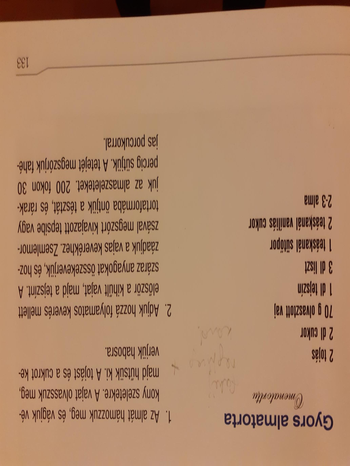 Gyors almatorta
Omenatorttu
2 tojás
2 dl cukor
70 g olvasztott vaj
1 dl tejszín
3 dl liszt
1 teáskanál sütőpor
2 teáskanál vaníliás cukor
2-3 alma
1. Az almát hámozzuk meg, és vágjuk vé-
kony szeletekre. A vajat olvasszuk meg,
majd hűtsük ki. A tojást és a cukrot ke-
verjük habosra.
2. Adjuk hozzá folyamatos keverés mellett
először a kihűlt vajat, majd a tejszínt. A
száraz anyagokat összekeverjük, és hoz-
záadjuk a vajas keverékhez. Zsemlemor-
zsával megszórt kivajazott tepsibe vagy
tortaformába öntjük a tésztát, és rárak-
juk az almaszeleteket. 200 fokon 30
percig sütjük. A tetejét megszórjuk fahé-
jas porcukorral.
133